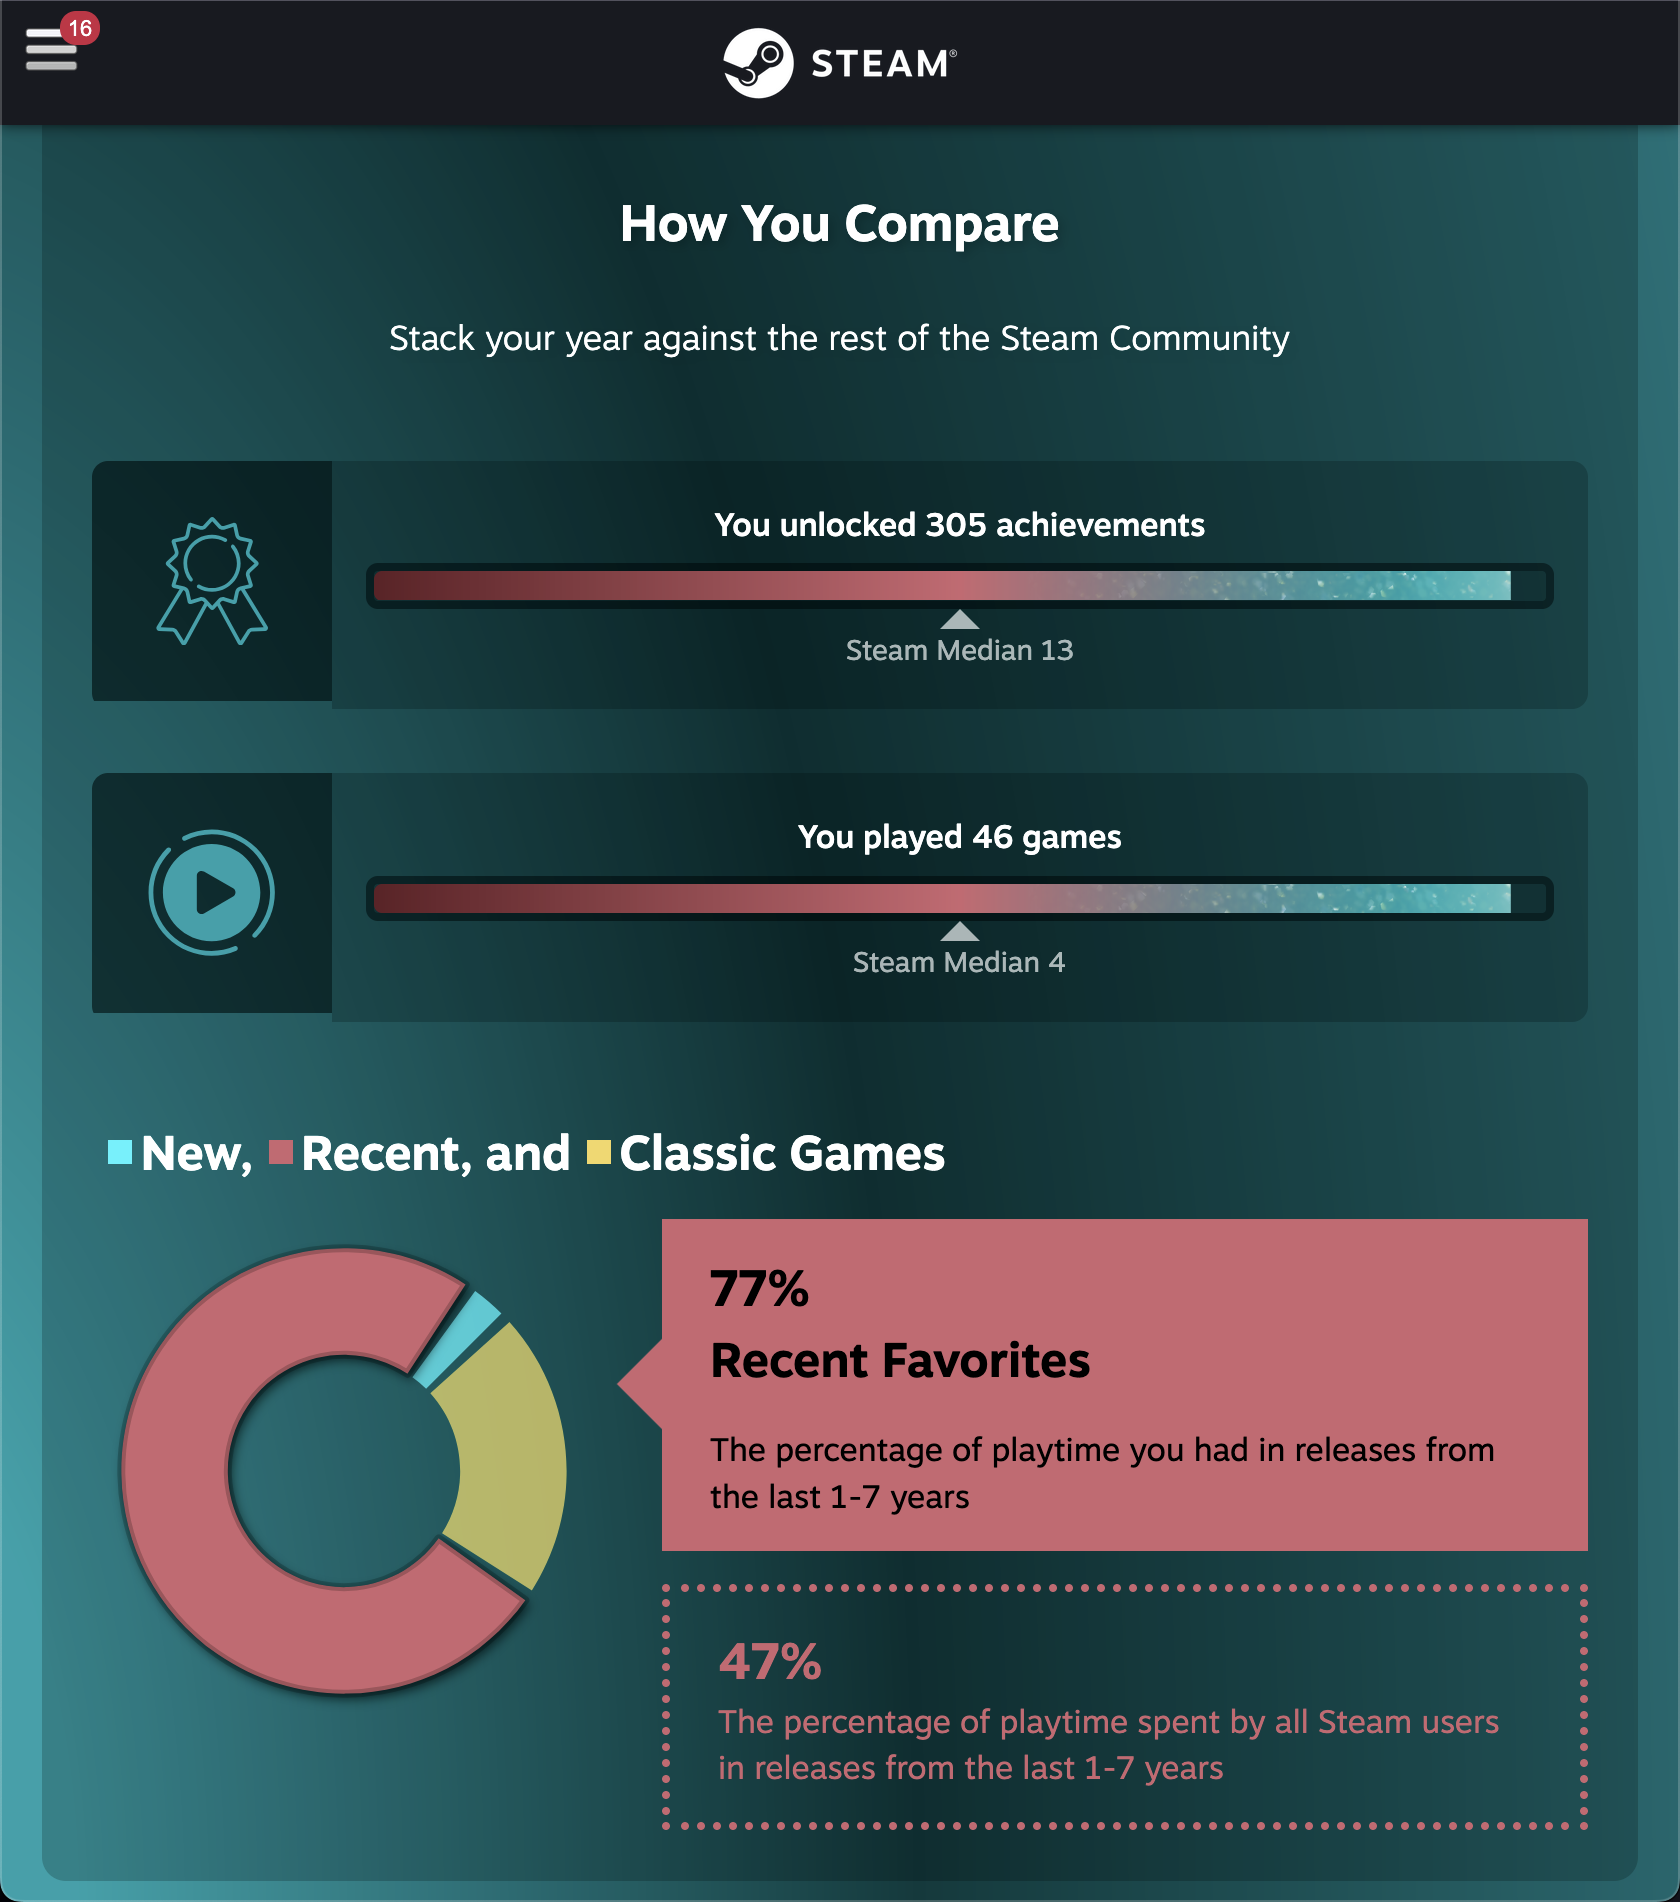 16
STEAM®
How You Compare
Stack your year against the rest of the Steam Community
You unlocked 305 achievements
Steam Median 13
You played 46 games
Steam Median 4
New, Recent, and Classic Games
77%
Recent Favorites
The percentage of playtime you had in releases from
the last 1-7 years
47%
The percentage of playtime spent by all Steam users
in releases from the last 1-7 years